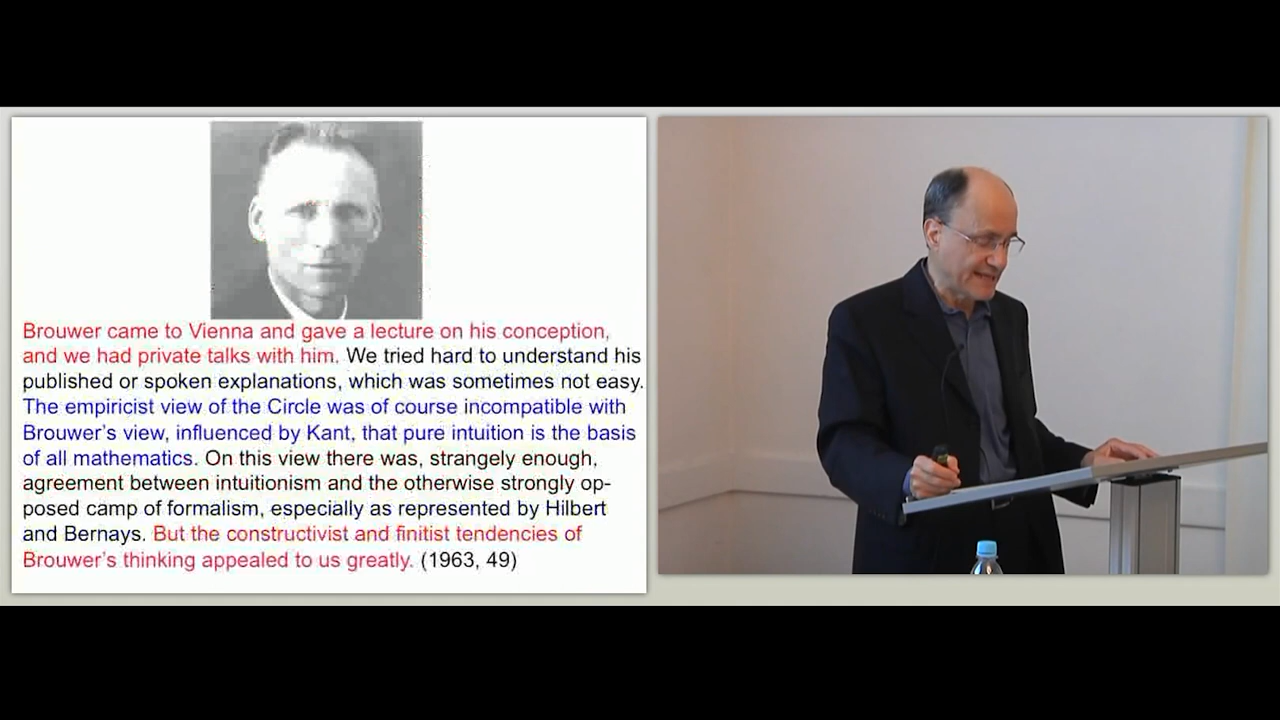 Brouwer came to Vienna and gave a lecture on his conception,
and we had private talks with him. We tried hard to understand his
published or spoken explanations, which was sometimes not easy.
The empiricist view of the Circle was of course incompatible with
Brouwer's view, influenced by Kant, that pure intuition is the basis
of all mathematics. On this view there was, strangely enough,
agreement between intuitionism and the otherwise strongly op-
posed camp of formalism, especially as represented by Hilbert
and Bernays. But the constructivist and finitist tendencies of
Brouwer's thinking appealed to us greatly. (1963, 49)